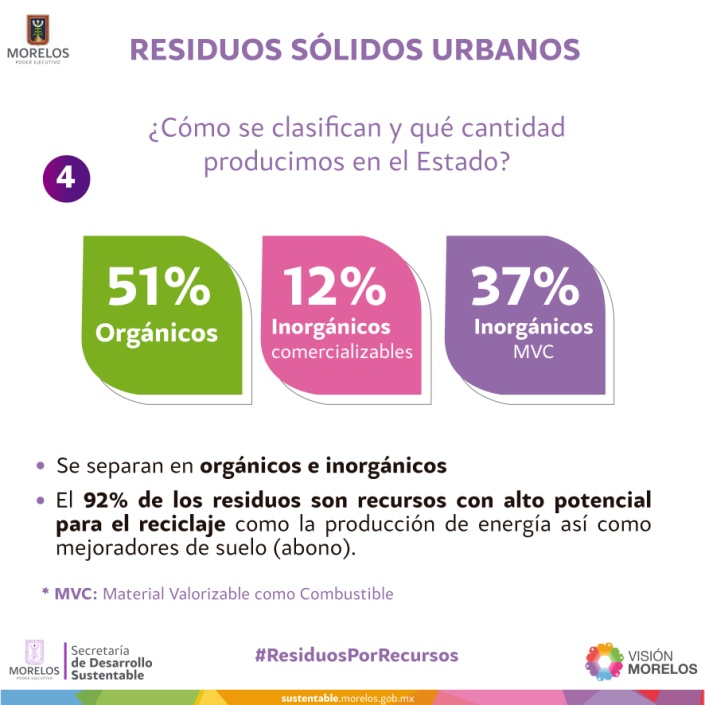 MORELOS
PODER EJECUTIVO
RESIDUOS SÓLIDOS URBANOS
¿Cómo se clasifican y qué cantidad
producimos en el Estado?
4
51%
Orgánicos
12%
Inorgánicos
comercializables
37%
Inorgánicos
MVC
• Se separan en orgánicos e inorgánicos
• El 92% de los residuos son recursos con alto potencial
para el reciclaje como la producción de energía así como
mejoradores de suelo (abono).
* MVC: Material Valorizable como Combustible
MORELOS
PODER EJECUTIVO
Secretaría
de Desarrollo
Sustentable
#ResiduosPorRecursos
VISIÓN
MORELOS
sustentable.morelos.gob.mx